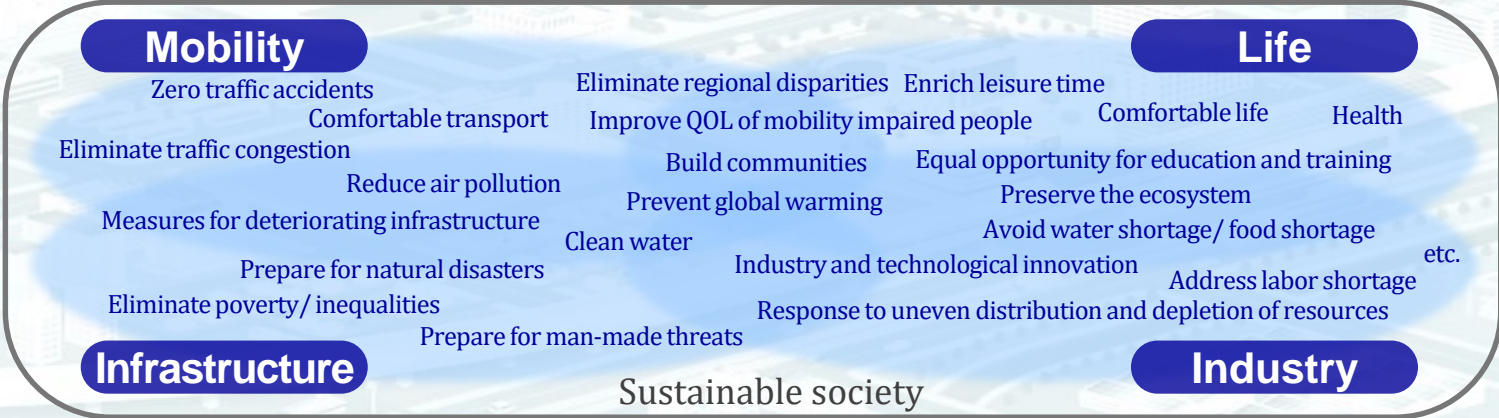 Mobility
Life
Zero traffic accidents
Eliminate regional disparities
Enrich leisure time
Comfortable transport
Improve QOL of mobility impaired people
Comfortable life
Health
Eliminate traffic congestion
Build communities
Equal opportunity for education and training
Reduce air pollution
Prevent global warming
Preserve the ecosystem
Measures for deteriorating infrastructure
Clean water
Avoid water shortage/ food shortage
etc.
Prepare for natural disasters
Industry and technological innovation
Address labor shortage
Eliminate poverty/ inequalities
Response to uneven distribution and depletion of resources
Prepare for man-made threats
Infrastructure
Industry
Sustainable society